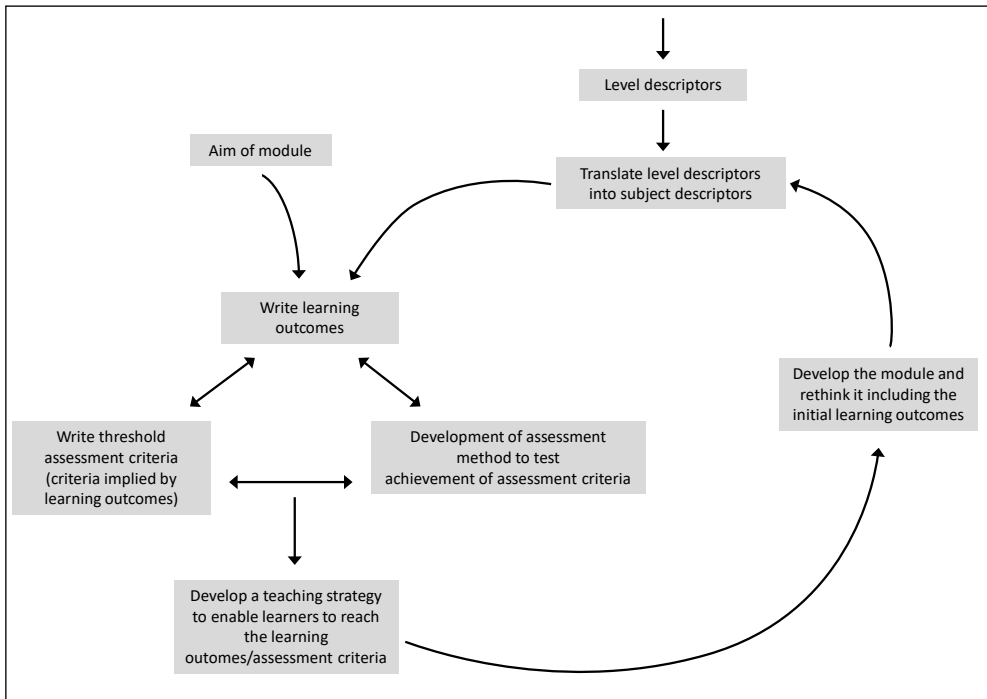 Level descriptors
Aim of module
Translate level descriptors
into subject descriptors
Write learning
outcomes
Develop the module and
rethink it including the
initial learning outcomes
Write threshold
assessment criteria
(criteria implied by
learning outcomes)
Development of assessment
method to test
achievement of assessment criteria
Develop a teaching strategy
to enable learners to reach
the learning
outomes/assessment criteria